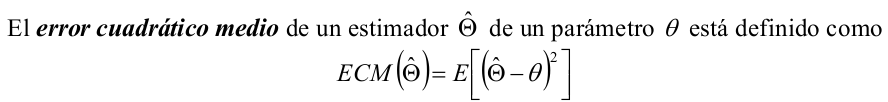 El error cuadrático medio de un estimador Θ̂ de un parámetro θ está definido como
ECM(Θ̂) = E[(Θ̂ − θ)²]